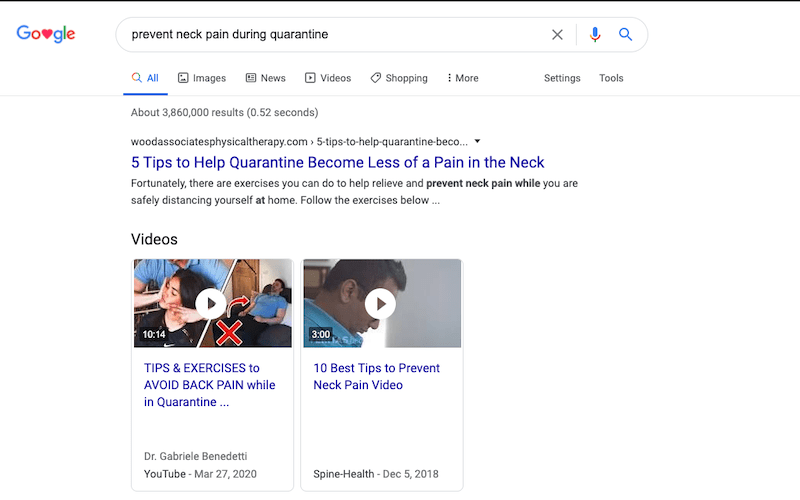 Google
prevent neck pain during quarantine
All Images News Videos Shopping More Settings Tools
About 3,860,000 results (0.52 seconds)
woodassociatesphysicaltherapy.com › 5-tips-to-help-quarantine-beco...
5 Tips to Help Quarantine Become Less of a Pain in the Neck
Fortunately, there are exercises you can do to help relieve and prevent neck pain while you are
safely distancing yourself at home. Follow the exercises below ...
Videos
10:14
TIPS & EXERCISES to
AVOID BACK PAIN while
in Quarantine ...
Dr. Gabriele Benedetti
YouTube - Mar 27, 2020
3:00
10 Best Tips to Prevent
Neck Pain Video
Spine-Health - Dec 5, 2018